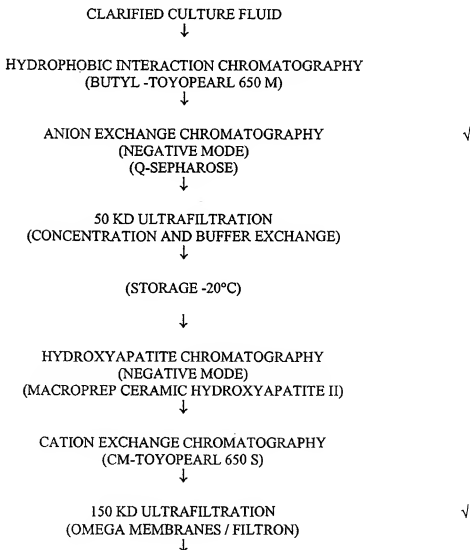 CLARIFIED CULTURE FLUID
↓
HYDROPHOBIC INTERACTION CHROMATOGRAPHY
(BUTYL -TOYOPEARL 650 M)
↓
ANION EXCHANGE CHROMATOGRAPHY √
(NEGATIVE MODE)
(Q-SEPHAROSE)
↓
50 KD ULTRAFILTRATION
(CONCENTRATION AND BUFFER EXCHANGE)
↓
(STORAGE -20°C)
↓
HYDROXYAPATITE CHROMATOGRAPHY
(NEGATIVE MODE)
(MACROPREP CERAMIC HYDROXYAPATITE II)
↓
CATION EXCHANGE CHROMATOGRAPHY
(CM-TOYOPEARL 650 S)
↓
150 KD ULTRAFILTRATION √
(OMEGA MEMBRANES / FILTRON)
↓